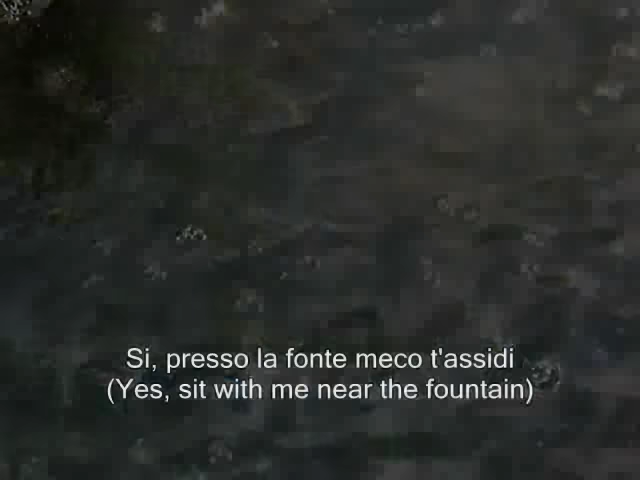 Si, presso la fonte meco t'assidi
(Yes, sit with me near the fountain)